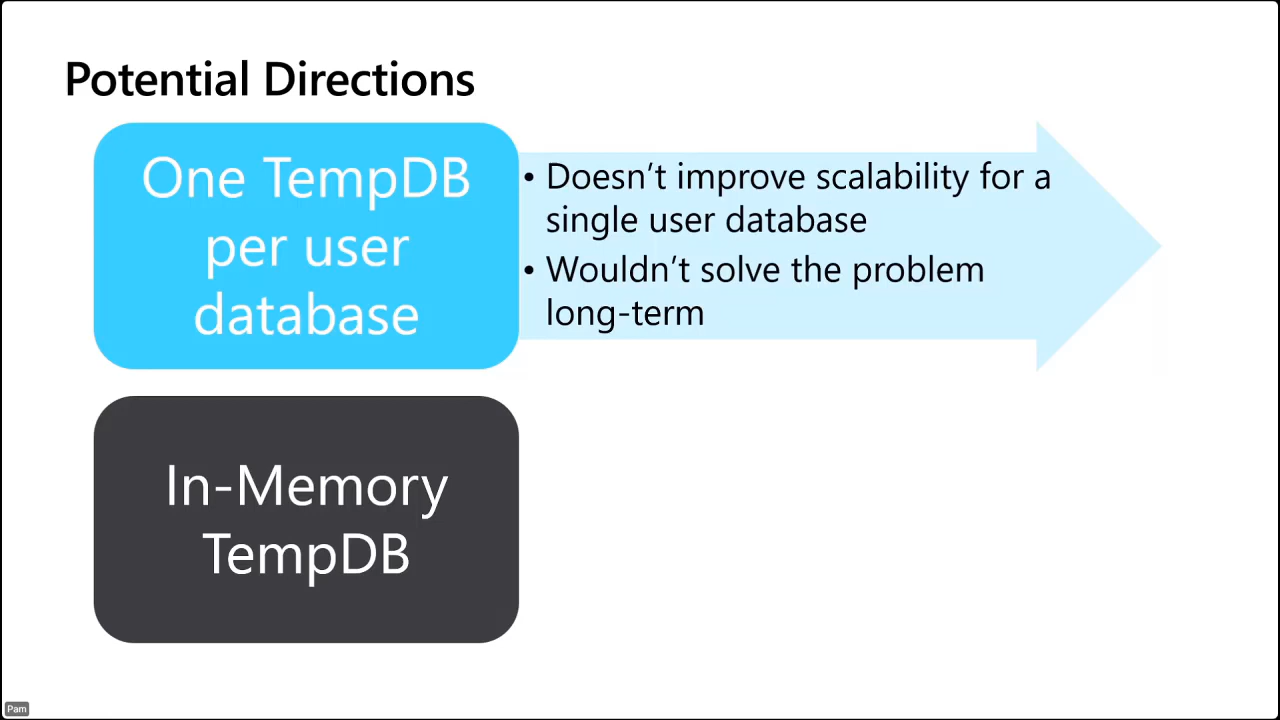 Potential Directions
One TempDB
per user
database
• Doesn’t improve scalability for a
single user database
• Wouldn’t solve the problem
long-term
In-Memory
TempDB
Pam